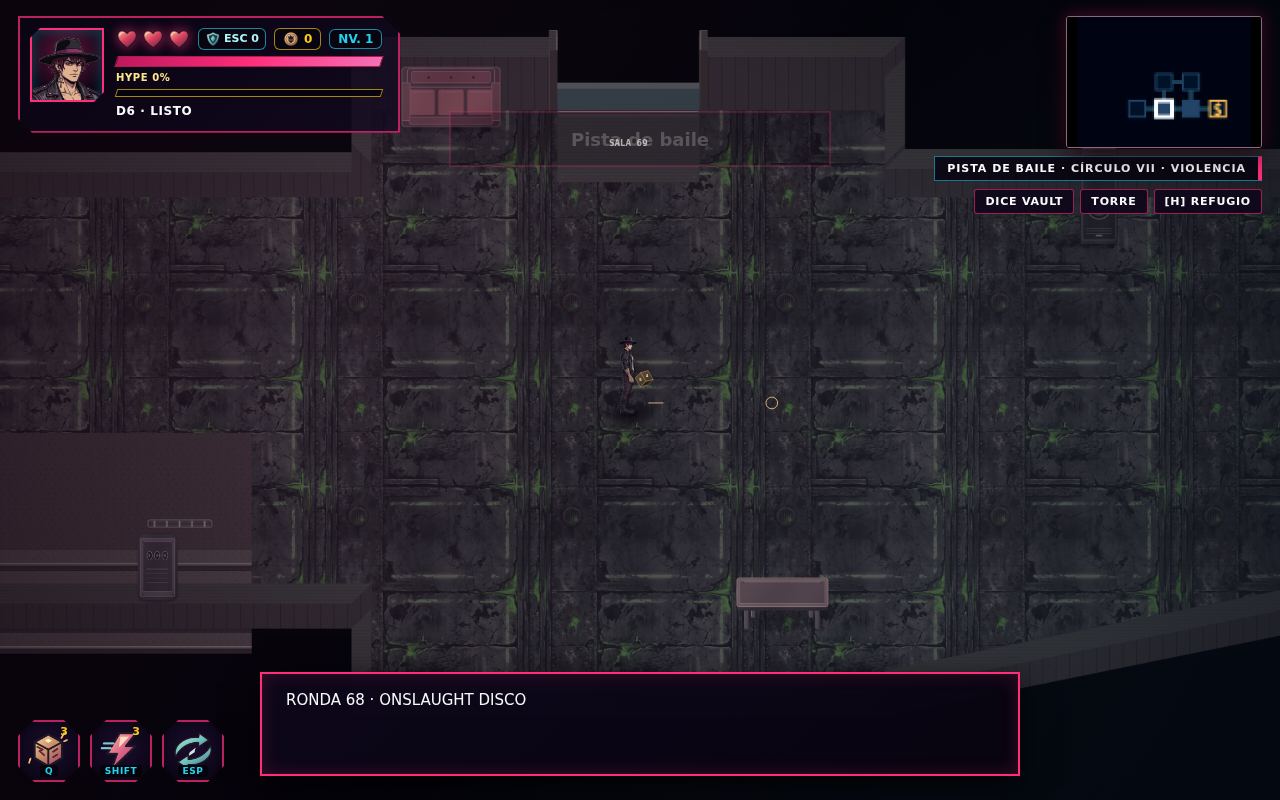 ESC 0
0
NV. 1
HYPE 0%
D6 · LISTO
Pista de baile
SALA 69
$
PISTA DE BAILE · CÍRCULO VII · VIOLENCIA
DICE VAULT
TORRE
[H] REFUGIO
RONDA 68 · ONSLAUGHT DISCO
3
Q
3
SHIFT
ESP